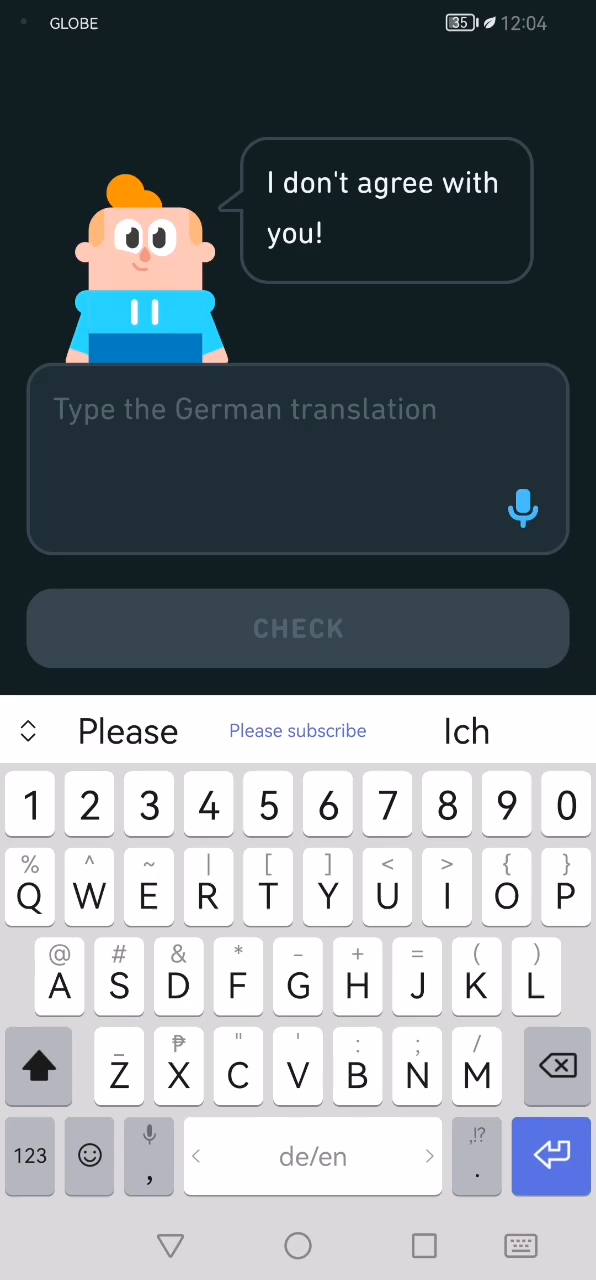 GLOBE 35 12:04
I don't agree with
you!
Type the German translation
CHECK
Please Please subscribe Ich
1 2 3 4 5 6 7 8 9 0
% ^ ~ | [ ] < > { }
Q W E R T Y U I O P
@ # & * - + = ( )
A S D F G H J K L
_ ₱ " ' : ; /
Z X C V B N M
,!?
123 , < de/en > .